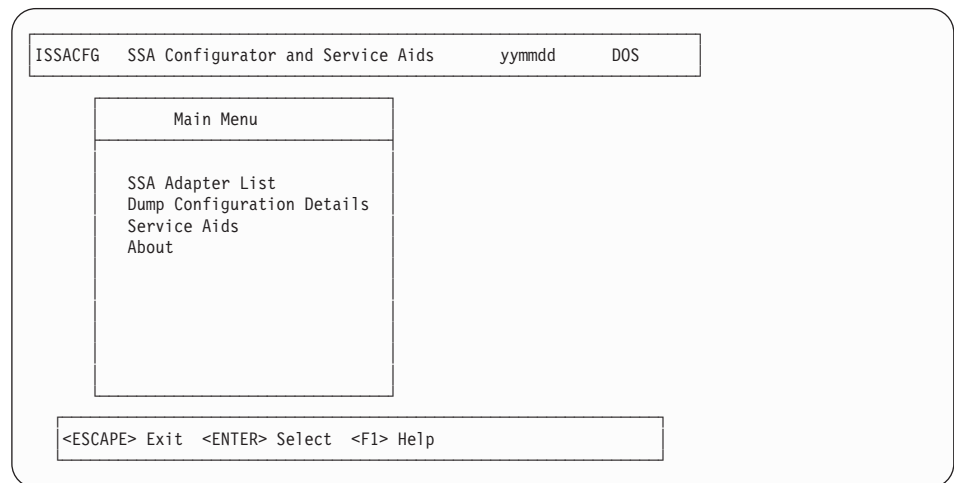 ISSACFG SSA Configurator and Service Aids yymmdd DOS
Main Menu
SSA Adapter List
Dump Configuration Details
Service Aids
About
<ESCAPE> Exit <ENTER> Select <F1> Help